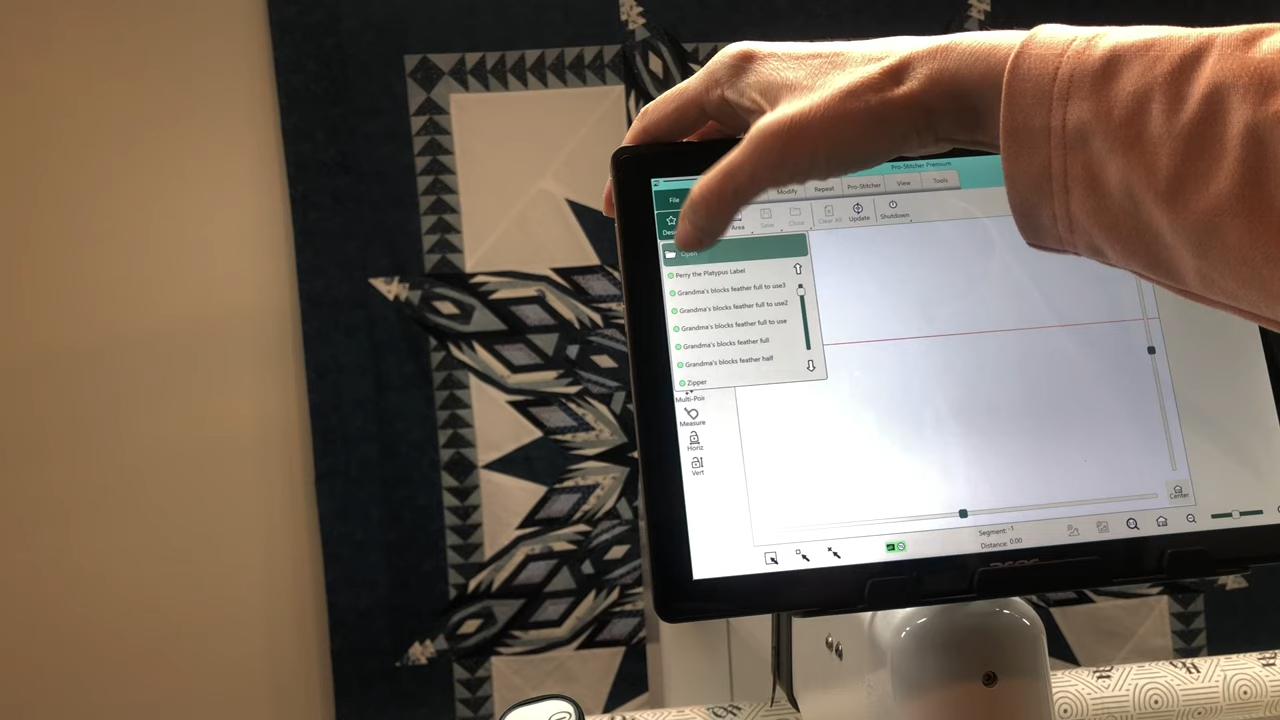 Pro-Stitcher Premium
File Modify Repeat Pro-Stitcher View Tools
Area Save Close Clear All Update Shutdown
Open
Perry the Platypus Label
Grandma's blocks feather full to use3
Grandma's blocks feather full to use2
Grandma's blocks feather full to use
Grandma's blocks feather full
Grandma's blocks feather half
Zipper
Measure
Horiz
Vert
Center
Segment: -1
Distance: 0.00